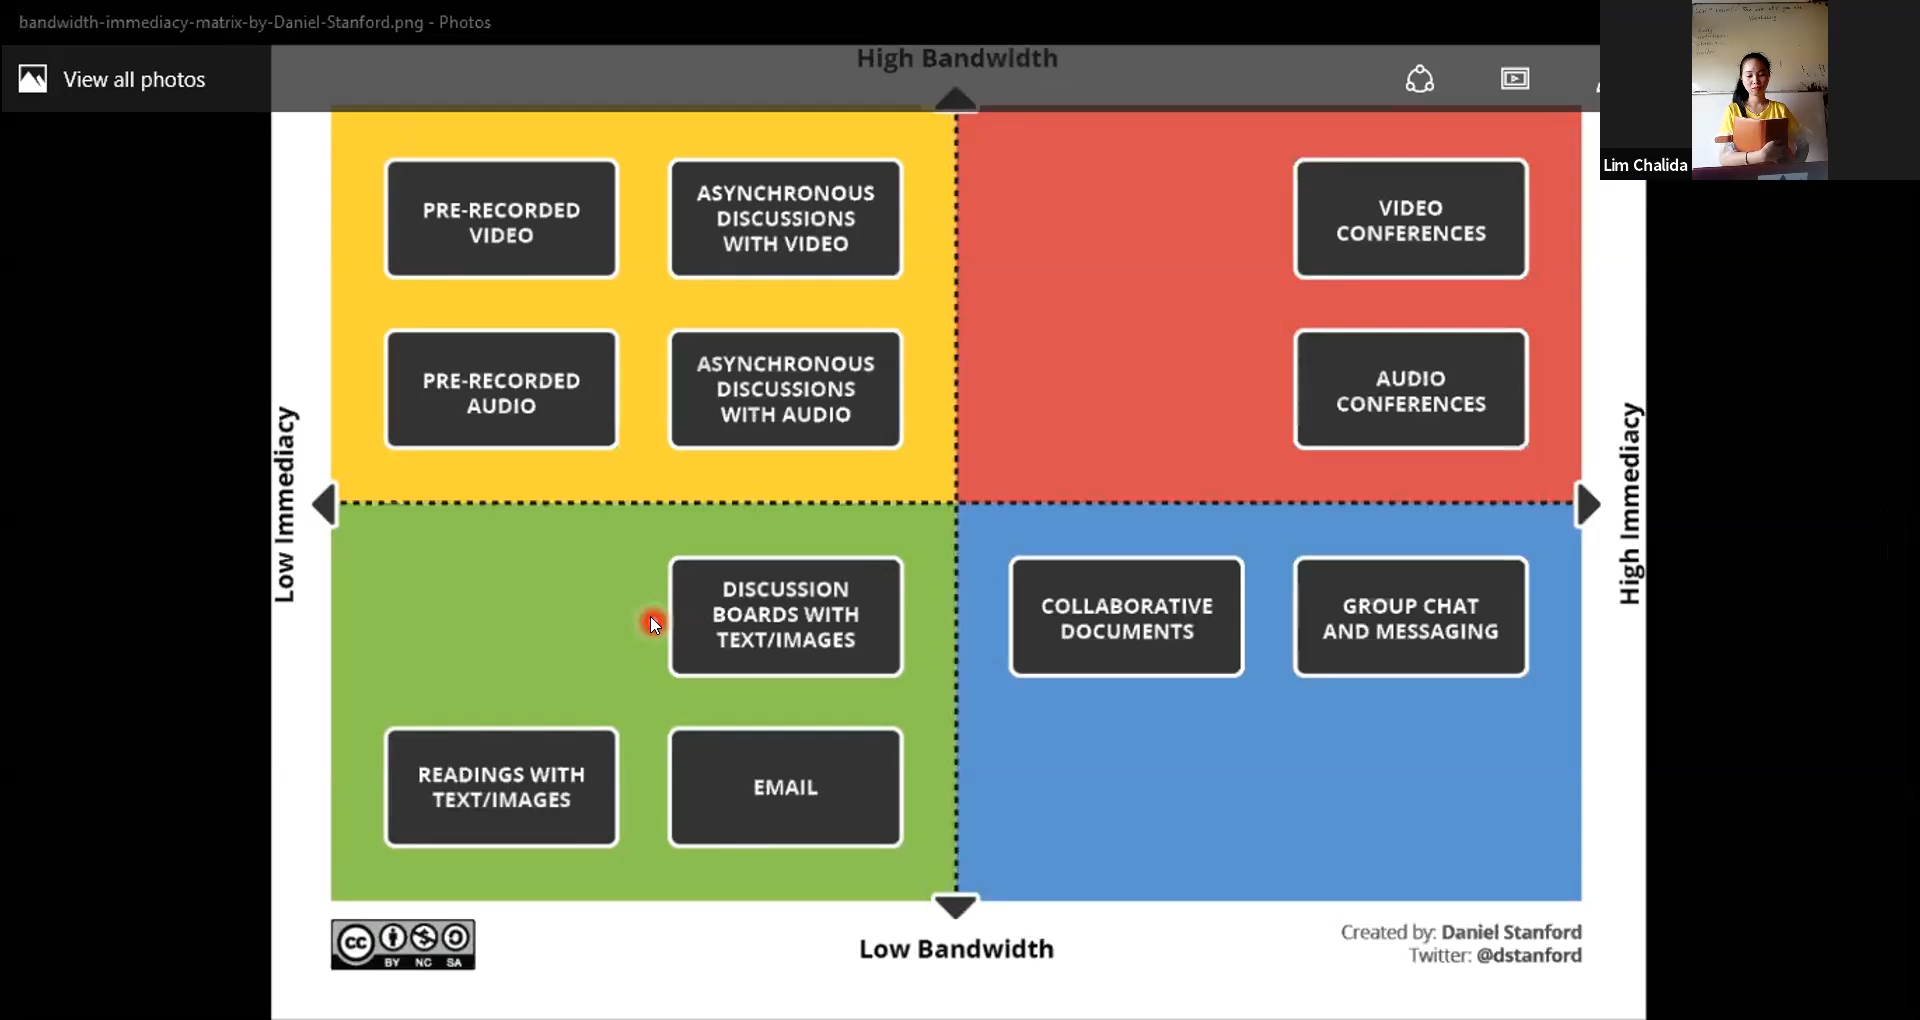 bandwidth-immediacy-matrix-by-Daniel-Stanford.png - Photos
View all photos
High Bandwidth
Lim Chalida
PRE-RECORDED
VIDEO
ASYNCHRONOUS
DISCUSSIONS
WITH VIDEO
VIDEO
CONFERENCES
PRE-RECORDED
AUDIO
ASYNCHRONOUS
DISCUSSIONS
WITH AUDIO
AUDIO
CONFERENCES
Low Immediacy
High Immediacy
DISCUSSION
BOARDS WITH
TEXT/IMAGES
COLLABORATIVE
DOCUMENTS
GROUP CHAT
AND MESSAGING
READINGS WITH
TEXT/IMAGES
EMAIL
cc
BY NC SA
Low Bandwidth
Created by: Daniel Stanford
Twitter: @dstanford